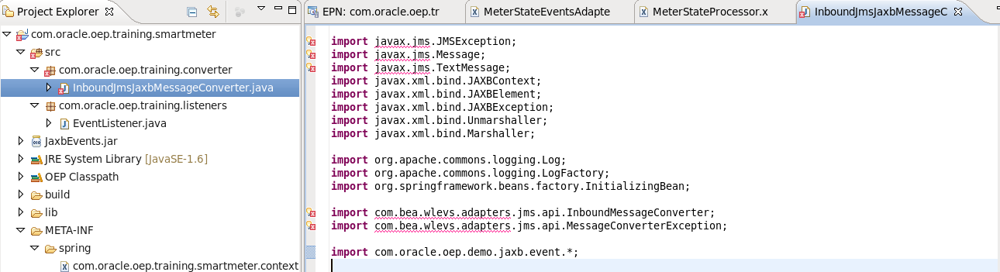 Project Explorer
EPN: com.oracle.oep.tr
MeterStateEventsAdapte
MeterStateProcessor.x
InboundJmsJaxbMessageC
com.oracle.oep.training.smartmeter
src
com.oracle.oep.training.converter
InboundJmsJaxbMessageConverter.java
com.oracle.oep.training.listeners
EventListener.java
JaxbEvents.jar
JRE System Library [JavaSE-1.6]
OEP Classpath
build
lib
META-INF
spring
com.oracle.oep.training.smartmeter.context
import javax.jms.JMSException;
import javax.jms.Message;
import javax.jms.TextMessage;
import javax.xml.bind.JAXBContext;
import javax.xml.bind.JAXBElement;
import javax.xml.bind.JAXBException;
import javax.xml.bind.Unmarshaller;
import javax.xml.bind.Marshaller;
import org.apache.commons.logging.Log;
import org.apache.commons.logging.LogFactory;
import org.springframework.beans.factory.InitializingBean;
import com.bea.wlevs.adapters.jms.api.InboundMessageConverter;
import com.bea.wlevs.adapters.jms.api.MessageConverterException;
import com.oracle.oep.demo.jaxb.event.*;